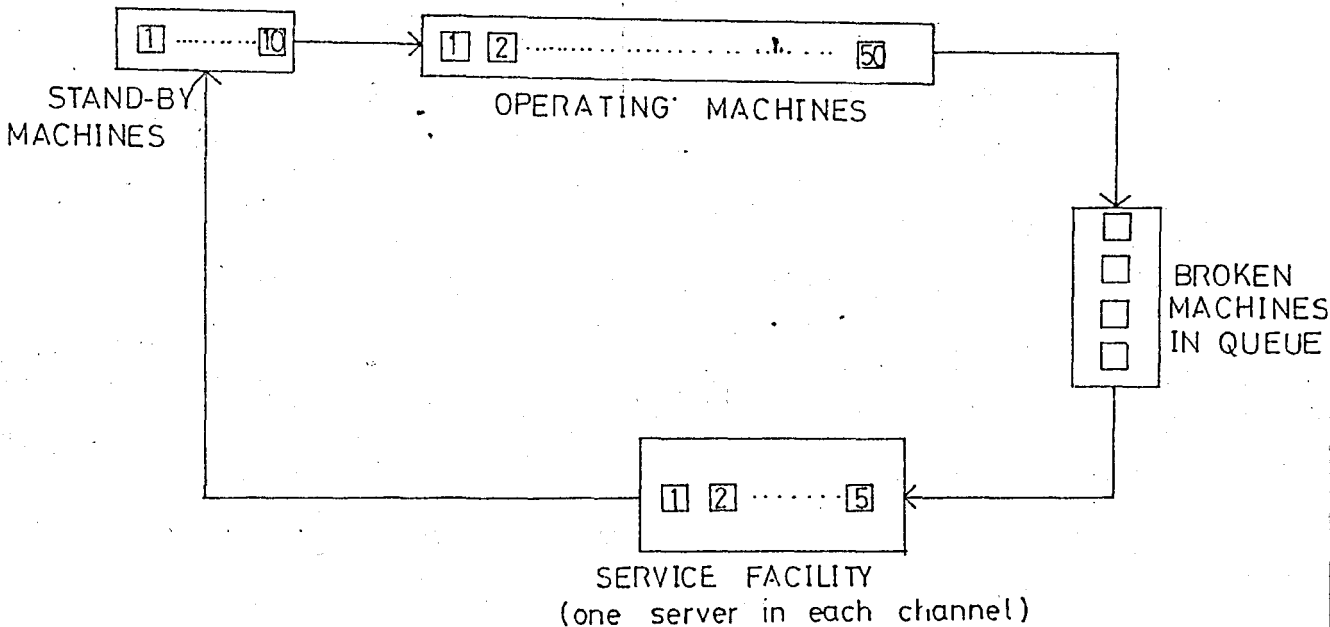 1 ......... 10
1 2 ............................ 50
STAND-BY
MACHINES
OPERATING MACHINES
BROKEN
MACHINES
IN QUEUE
1 2 ....... 5
SERVICE FACILITY
(one server in each channel)